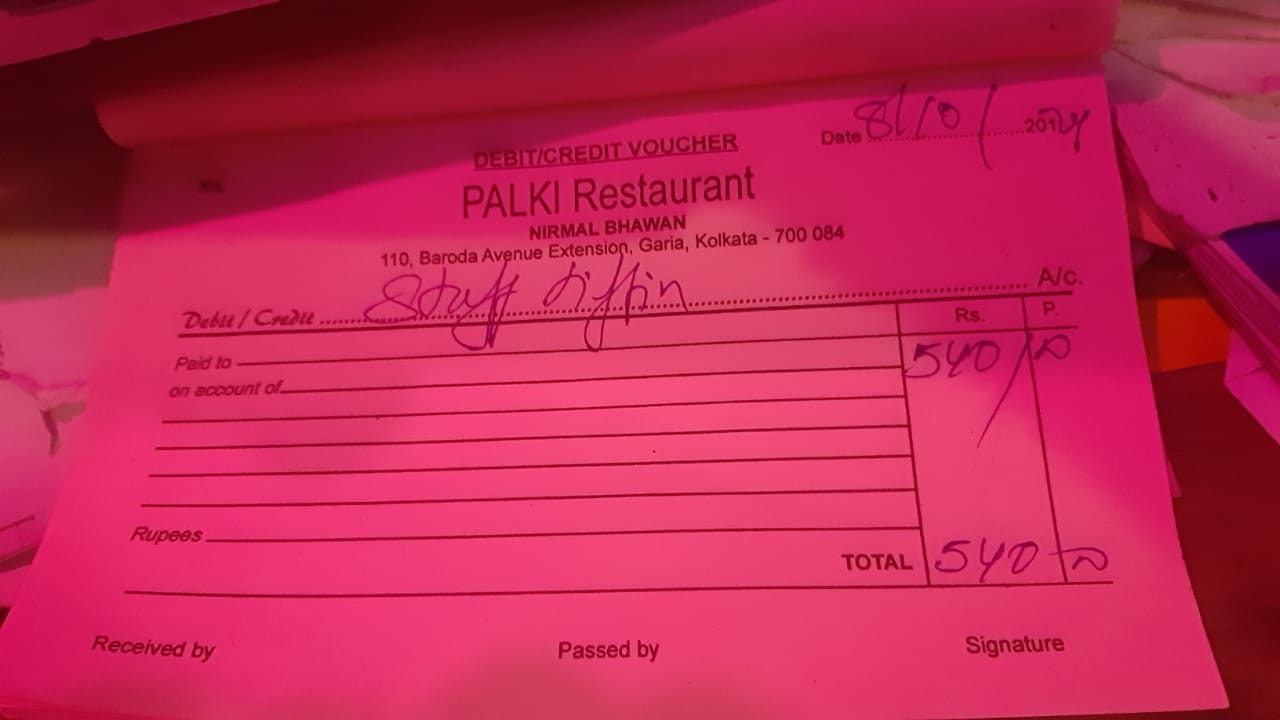 Date 8/10/ 2024
DEBIT/CREDIT VOUCHER
PALKI Restaurant
NIRMAL BHAWAN
110, Baroda Avenue Extension, Garia, Kolkata - 700 084
Debit / Credit Staff Tiffin A/c.
Rs. P.
Paid to 540/00
on account of
Rupees
TOTAL 540 00
Received by Passed by Signature